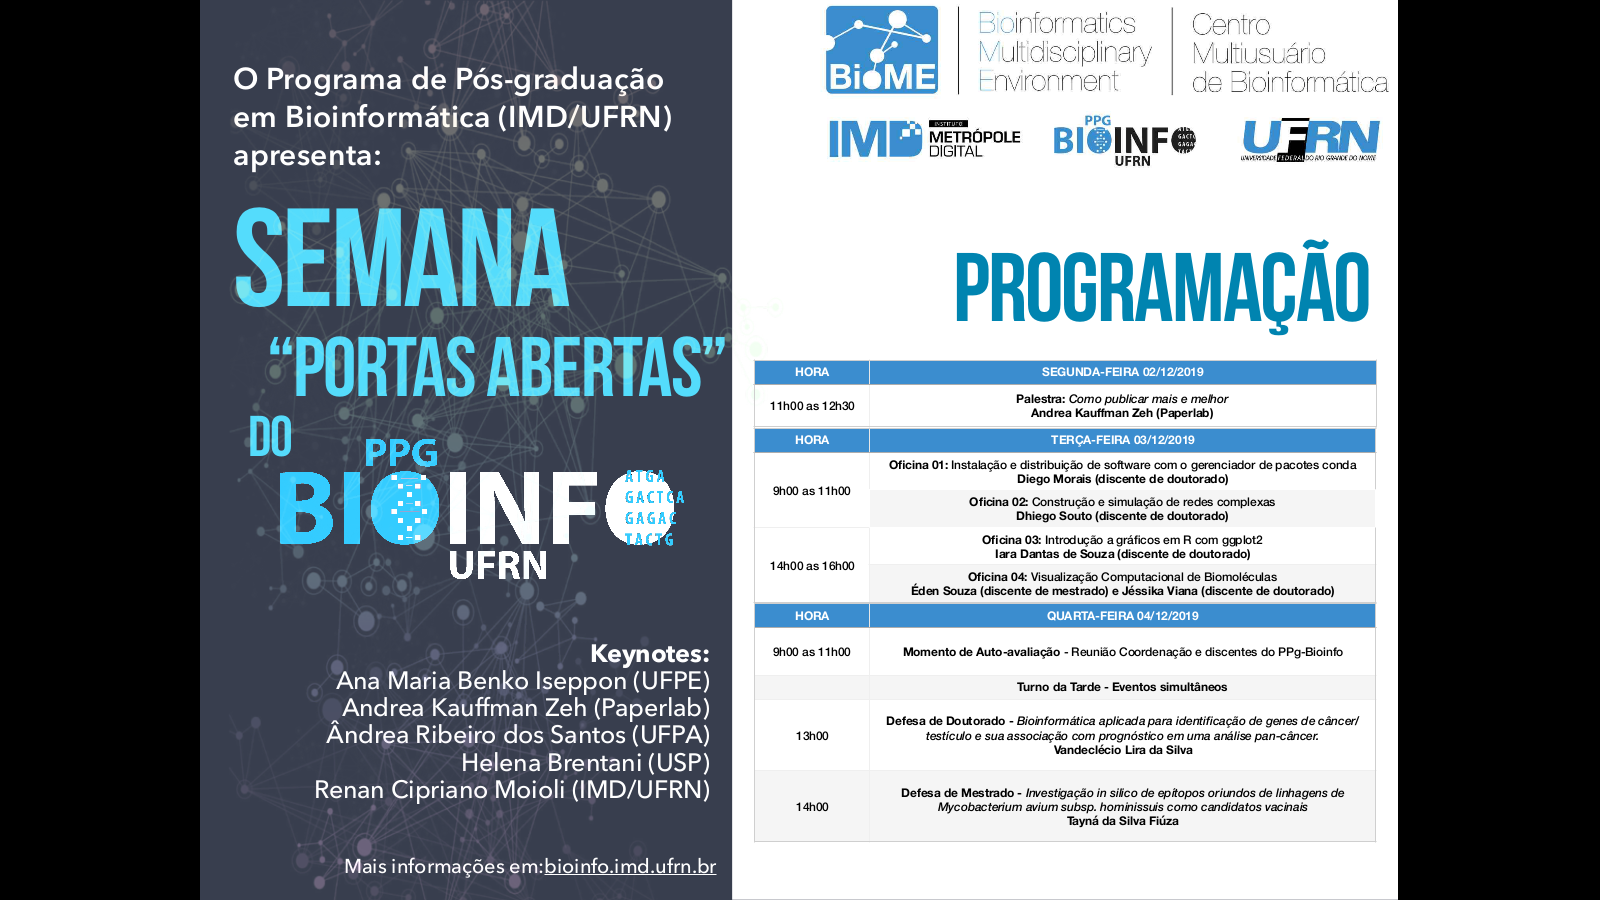 O Programa de Pós-graduação
em Bioinformática (IMD/UFRN)
apresenta:
SEMANA
“PORTAS ABERTAS”
DO
PPG
BIOINFO
ATGA
GACTCA
GAGAC
TACTG
UFRN
Keynotes:
Ana Maria Benko Iseppon (UFPE)
Andrea Kauffman Zeh (Paperlab)
Ândrea Ribeiro dos Santos (UFPA)
Helena Brentani (USP)
Renan Cipriano Moioli (IMD/UFRN)
Mais informações em:bioinfo.imd.ufrn.br
BiOME
Bioinformatics
Multidisciplinary
Environment
Centro
Multiusuário
de Bioinformática
IMD
INSTITUTO
METRÓPOLE
DIGITAL
PPG
BIOINFO
UFRN
UFRN
UNIVERSIDADE FEDERAL DO RIO GRANDE DO NORTE
PROGRAMAÇÃO
HORA SEGUNDA-FEIRA 02/12/2019
11h00 as 12h30
Palestra: Como publicar mais e melhor
Andrea Kauffman Zeh (Paperlab)
HORA TERÇA-FEIRA 03/12/2019
9h00 as 11h00
Oficina 01: Instalação e distribuição de software com o gerenciador de pacotes conda
Diego Morais (discente de doutorado)
Oficina 02: Construção e simulação de redes complexas
Dhiego Souto (discente de doutorado)
14h00 as 16h00
Oficina 03: Introdução a gráficos em R com ggplot2
Iara Dantas de Souza (discente de doutorado)
Oficina 04: Visualização Computacional de Biomoléculas
Éden Souza (discente de mestrado) e Jéssika Viana (discente de doutorado)
HORA QUARTA-FEIRA 04/12/2019
9h00 as 11h00 Momento de Auto-avaliação - Reunião Coordenação e discentes do PPg-Bioinfo
Turno da Tarde - Eventos simultâneos
13h00
Defesa de Doutorado - Bioinformática aplicada para identificação de genes de câncer/
testículo e sua associação com prognóstico em uma análise pan-câncer.
Vandeclécio Lira da Silva
14h00
Defesa de Mestrado - Investigação in silico de epítopos oriundos de linhagens de
Mycobacterium avium subsp. hominissuis como candidatos vacinais
Tayná da Silva Fiúza